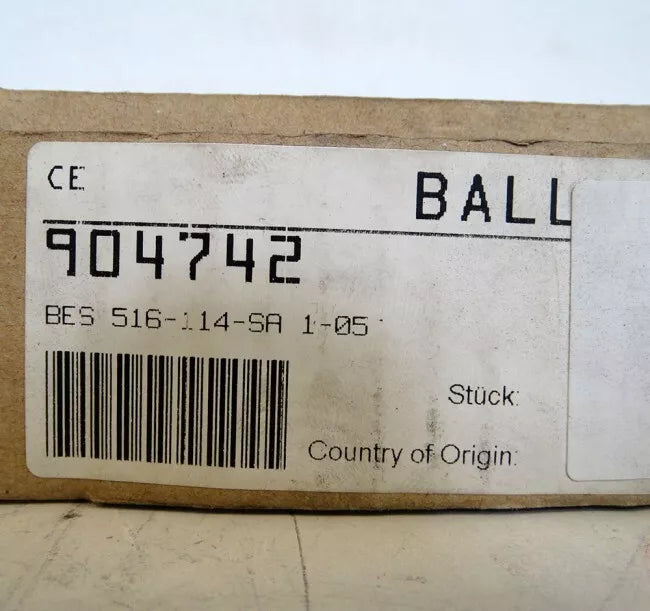 CE
BALL
904742
BES 516-114-SA 1-05
Stück:
Country of Origin: